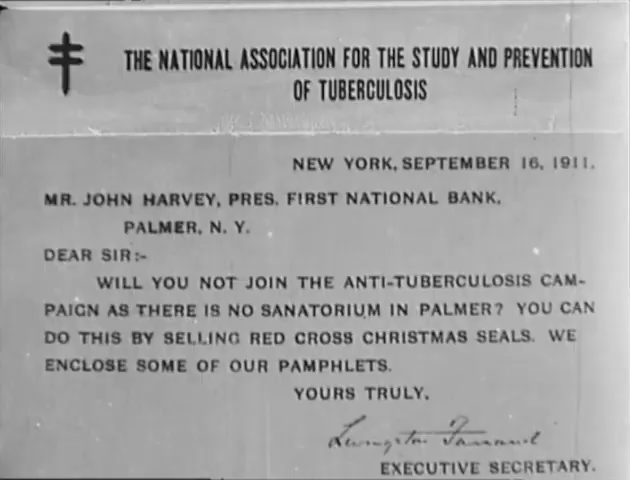 THE NATIONAL ASSOCIATION FOR THE STUDY AND PREVENTION
OF TUBERCULOSIS
NEW YORK, SEPTEMBER 16, 1911.
MR. JOHN HARVEY, PRES. FIRST NATIONAL BANK,
PALMER, N. Y.
DEAR SIR:-
WILL YOU NOT JOIN THE ANTI-TUBERCULOSIS CAM-
PAIGN AS THERE IS NO SANATORIUM IN PALMER? YOU CAN
DO THIS BY SELLING RED CROSS CHRISTMAS SEALS. WE
ENCLOSE SOME OF OUR PAMPHLETS.
YOURS TRULY,
Livingston Farrand
EXECUTIVE SECRETARY.